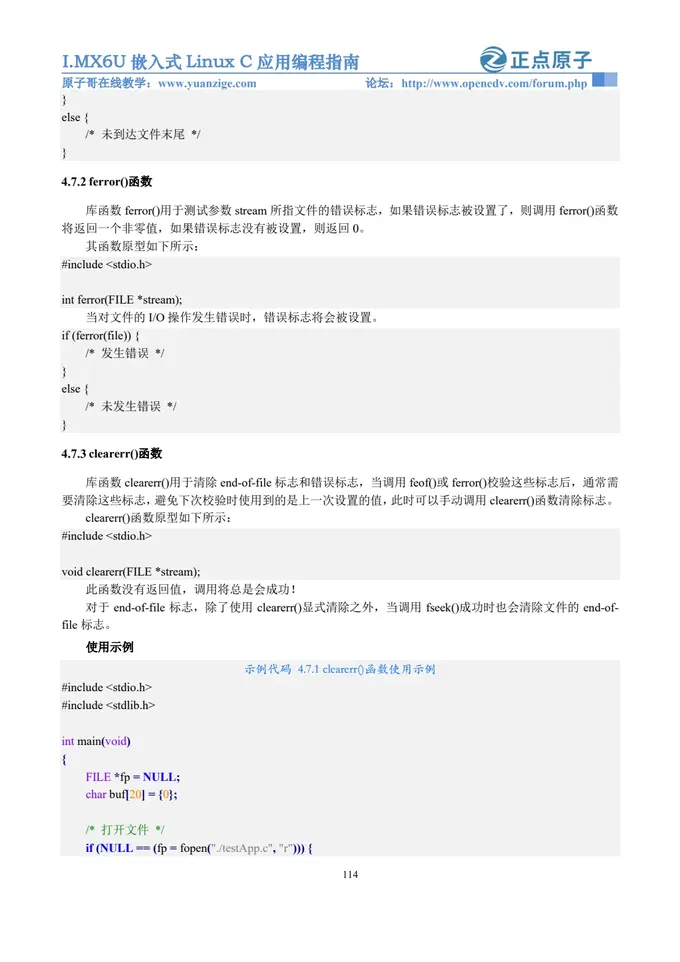 I.MX6U 嵌入式 Linux C 应用编程指南
正点原子
原子哥在线教学：www.yuanzige.com 论坛：http://www.openedv.com/forum.php
}
else {
/* 未到达文件末尾 */
}
4.7.2 ferror()函数
库函数 ferror()用于测试参数 stream 所指文件的错误标志，如果错误标志被设置了，则调用 ferror()函数
将返回一个非零值，如果错误标志没有被设置，则返回 0。
其函数原型如下所示：
#include <stdio.h>
int ferror(FILE *stream);
当对文件的 I/O 操作发生错误时，错误标志将会被设置。
if (ferror(file)) {
/* 发生错误 */
}
else {
/* 未发生错误 */
}
4.7.3 clearerr()函数
库函数 clearerr()用于清除 end-of-file 标志和错误标志，当调用 feof()或 ferror()校验这些标志后，通常需
要清除这些标志，避免下次校验时使用到的是上一次设置的值，此时可以手动调用 clearerr()函数清除标志。
clearerr()函数原型如下所示：
#include <stdio.h>
void clearerr(FILE *stream);
此函数没有返回值，调用将总是会成功！
对于 end-of-file 标志，除了使用 clearerr()显式清除之外，当调用 fseek()成功时也会清除文件的 end-of-
file 标志。
使用示例
示例代码 4.7.1 clearerr()函数使用示例
#include <stdio.h>
#include <stdlib.h>
int main(void)
{
FILE *fp = NULL;
char buf[20] = {0};
/* 打开文件 */
if (NULL == (fp = fopen("./testApp.c", "r"))) {
114